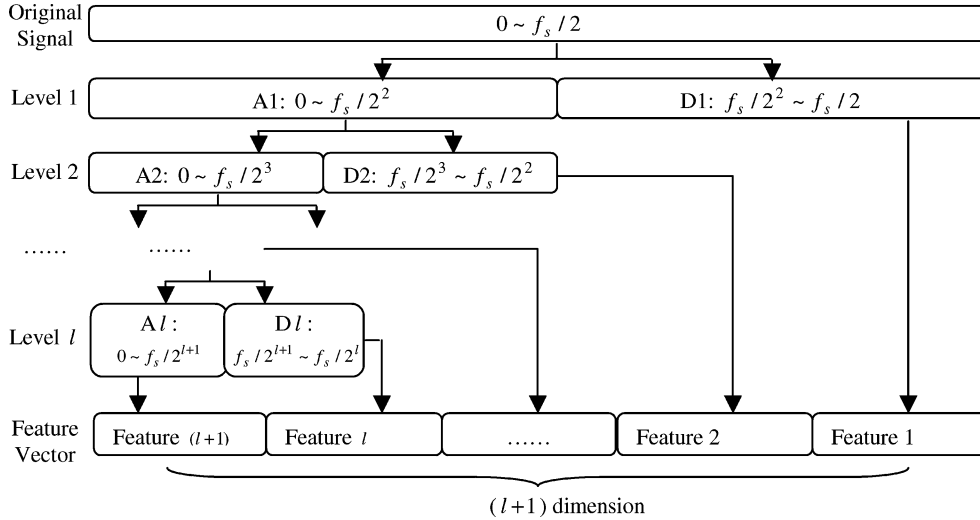 Original
Signal
0 ~ f_s / 2
Level 1
A1: 0 ~ f_s / 2^2
D1: f_s / 2^2 ~ f_s / 2
Level 2
A2: 0 ~ f_s / 2^3
D2: f_s / 2^3 ~ f_s / 2^2
……
……
Level l
A l :
0 ~ f_s / 2^{l+1}
D l :
f_s / 2^{l+1} ~ f_s / 2^l
Feature
Vector
Feature (l+1)
Feature l
……
Feature 2
Feature 1
(l+1) dimension